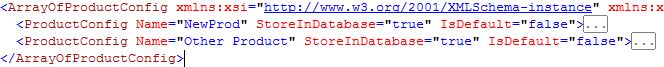 <ArrayOfProductConfig xmlns:xsi="http://www.w3.org/2001/XMLSchema-instance" xmlns:x
<ProductConfig Name="NewProd" StoreInDatabase="true" IsDefault="false">...
<ProductConfig Name="Other Product" StoreInDatabase="true" IsDefault="false">...
</ArrayOfProductConfig>